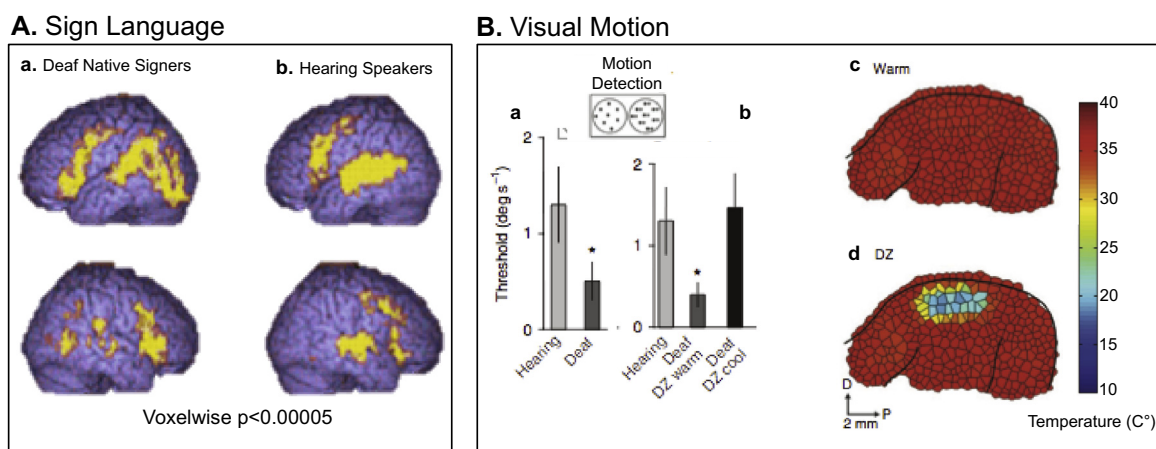 A. Sign Language
a. Deaf Native Signers
b. Hearing Speakers
Voxelwise p<0.00005
B. Visual Motion
Motion
Detection
a
b
2
1
0
Threshold (deg s⁻¹)
*
Hearing
Deaf
2
1
0
*
Hearing
Deaf
DZ warm
Deaf
DZ cool
c
Warm
d
DZ
D
P
2 mm
40
35
30
25
20
15
10
Temperature (C°)